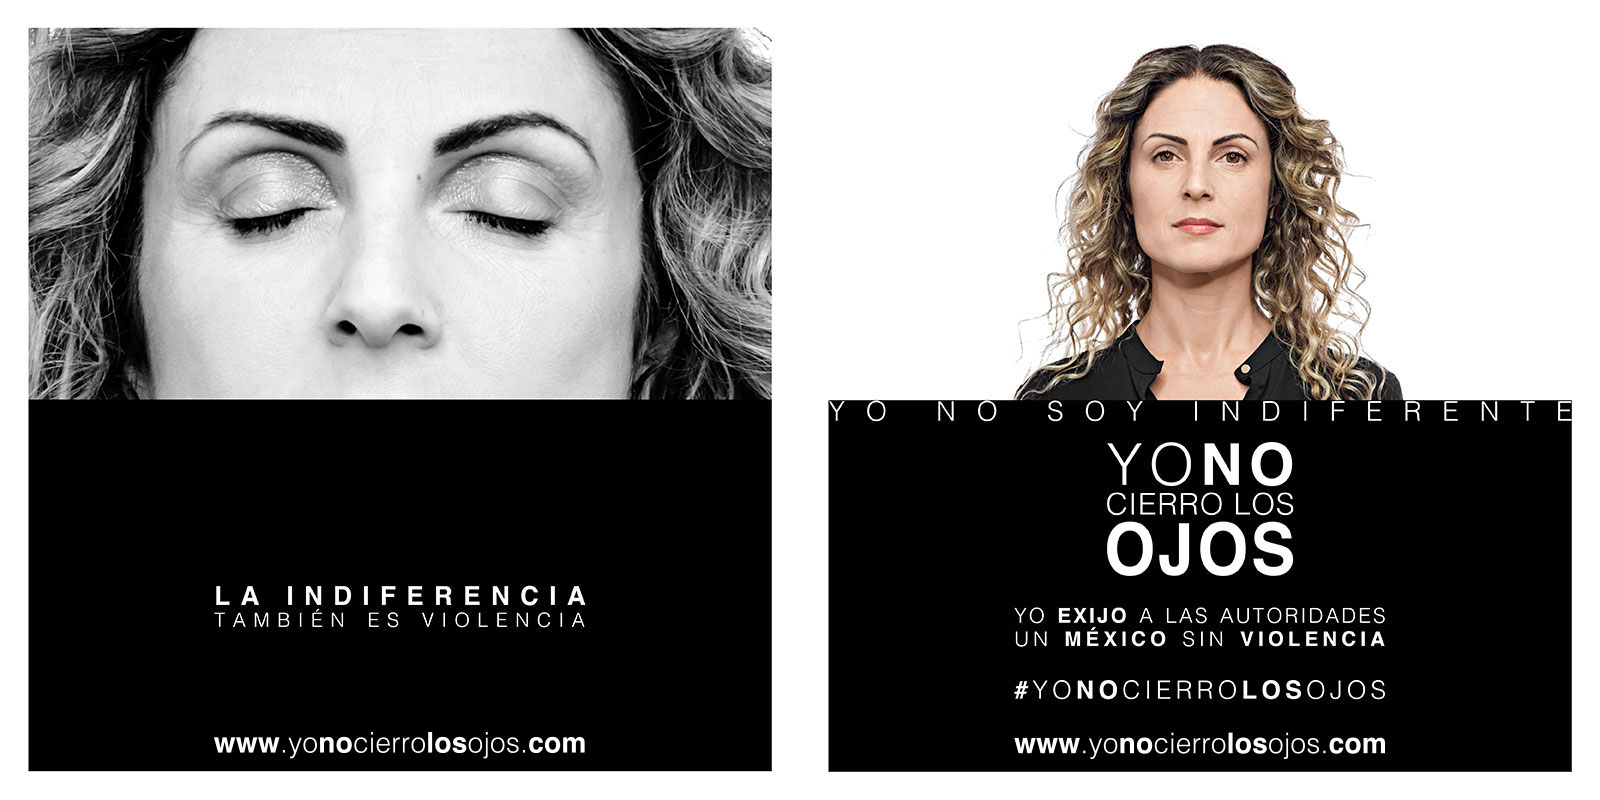 LA INDIFERENCIA
TAMBIÉN ES VIOLENCIA
www.yonocierrolosojos.com
YO NO SOY INDIFERENTE
YONO
CIERRO LOS
OJOS
YO EXIJO A LAS AUTORIDADES
UN MÉXICO SIN VIOLENCIA
#YONOCIERROLOSOJOS
www.yonocierrolosojos.com